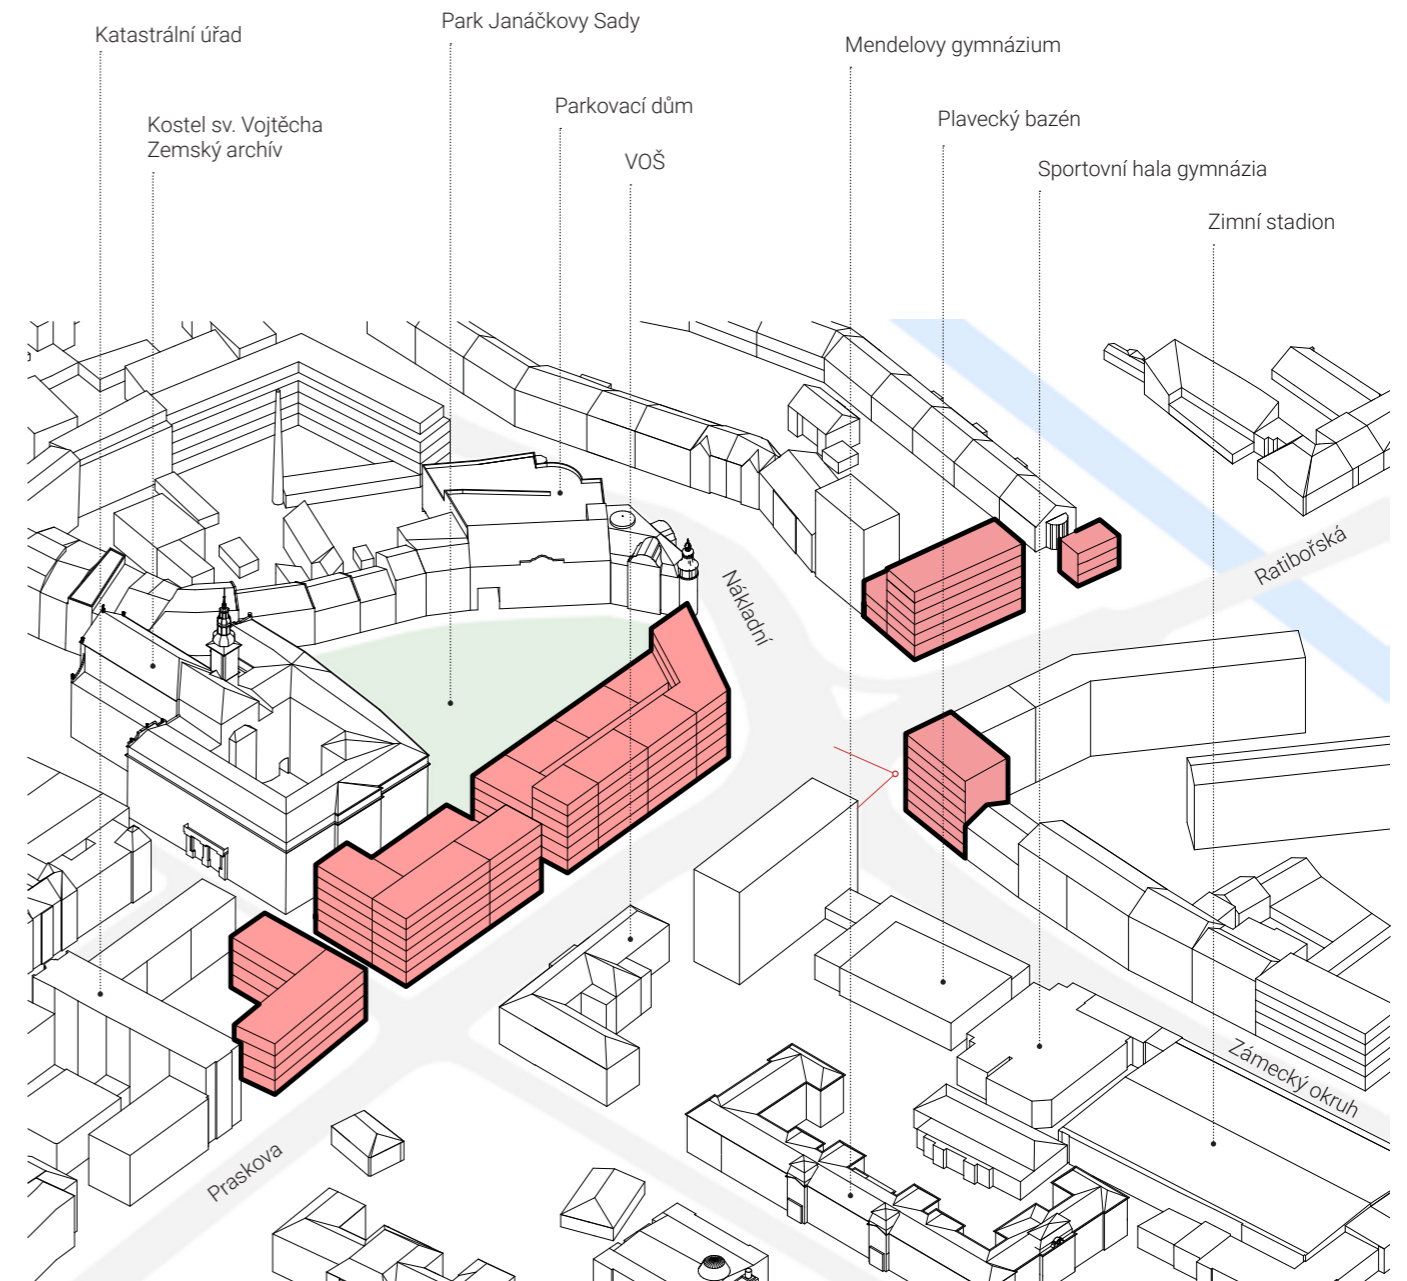 Katastrální úřad
Park Janáčkovy Sady
Mendelovy gymnázium
Kostel sv. Vojtěcha
Zemský archív
Parkovací dům
Plavecký bazén
VOŠ
Sportovní hala gymnázia
Zimní stadion
Nákladní
Ratibořská
Zámecký okruh
Praskova